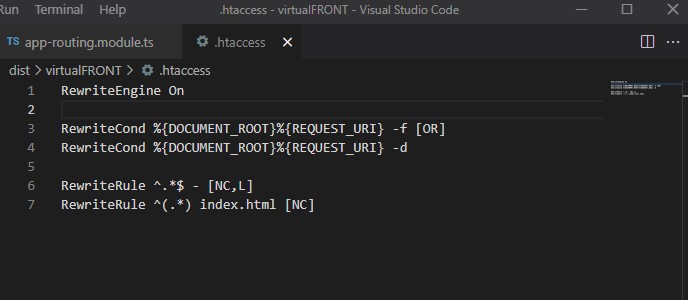 Run Terminal Help .htaccess - virtualFRONT - Visual Studio Code
TS app-routing.module.ts .htaccess
dist > virtualFRONT > .htaccess
1 RewriteEngine On
2
3 RewriteCond %{DOCUMENT_ROOT}%{REQUEST_URI} -f [OR]
4 RewriteCond %{DOCUMENT_ROOT}%{REQUEST_URI} -d
5
6 RewriteRule ^.*$ - [NC,L]
7 RewriteRule ^(.*) index.html [NC]